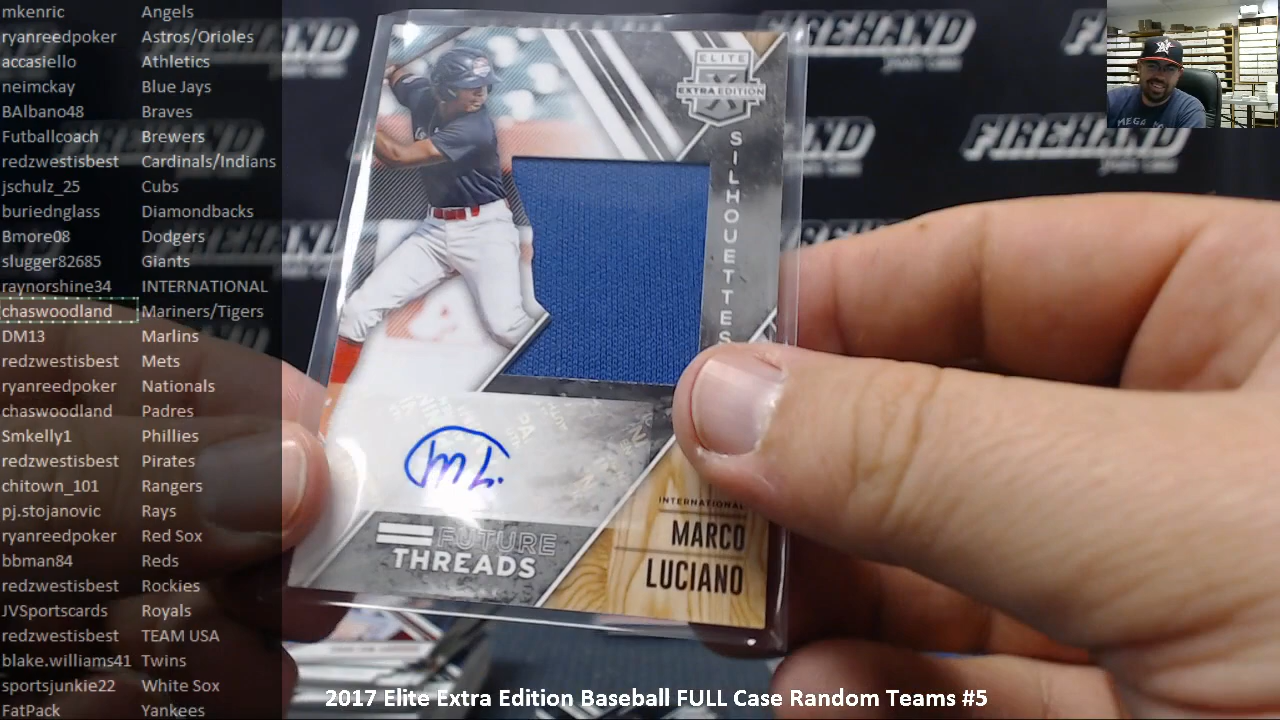 mkenric Angels
ryanreedpoker Astros/Orioles
accasiello Athletics
neimckay Blue Jays
BAlbano48 Braves
Futballcoach Brewers
redzwestisbest Cardinals/Indians
jschulz_25 Cubs
buriednglass Diamondbacks
Bmore08 Dodgers
slugger82685 Giants
raynorshine34 INTERNATIONAL
chaswoodland Mariners/Tigers
DM13 Marlins
redzwestisbest Mets
ryanreedpoker Nationals
chaswoodland Padres
Smkelly1 Phillies
redzwestisbest Pirates
chitown_101 Rangers
pj.stojanovic Rays
ryanreedpoker Red Sox
bbman84 Reds
redzwestisbest Rockies
JVSportscards Royals
redzwestisbest TEAM USA
blake.williams41 Twins
sportsjunkie22 White Sox
FatPack Yankees
ELITE
X
EXTRA EDITION
SILHOUETTES
FUTURE
THREADS
INTERNATIONAL
MARCO
LUCIANO
FIREHAND
FIREHAND
FIREHAND
2017 Elite Extra Edition Baseball FULL Case Random Teams #5